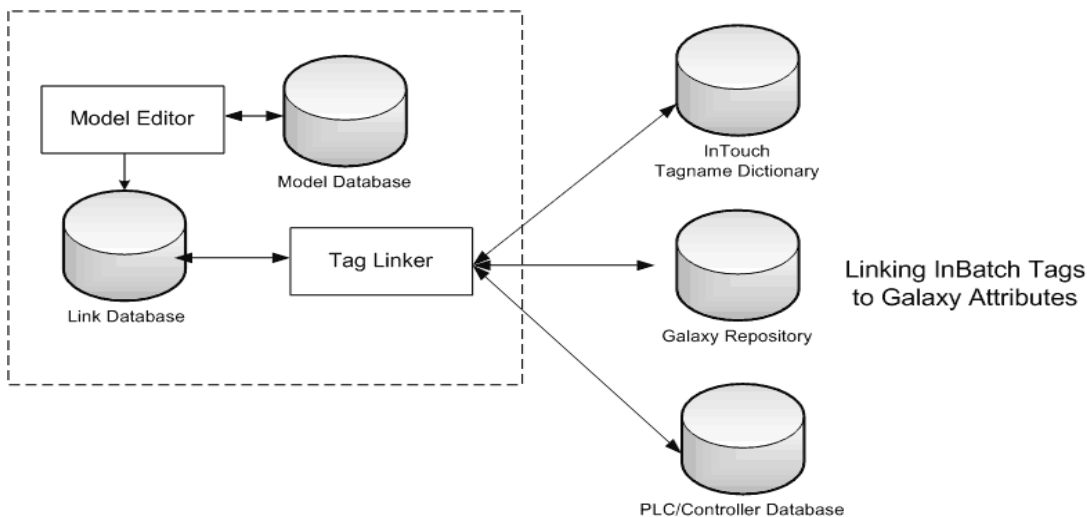 Model Editor
Model Database
Link Database
Tag Linker
InTouch
Tagname Dictionary
Galaxy Repository
Linking InBatch Tags
to Galaxy Attributes
PLC/Controller Database